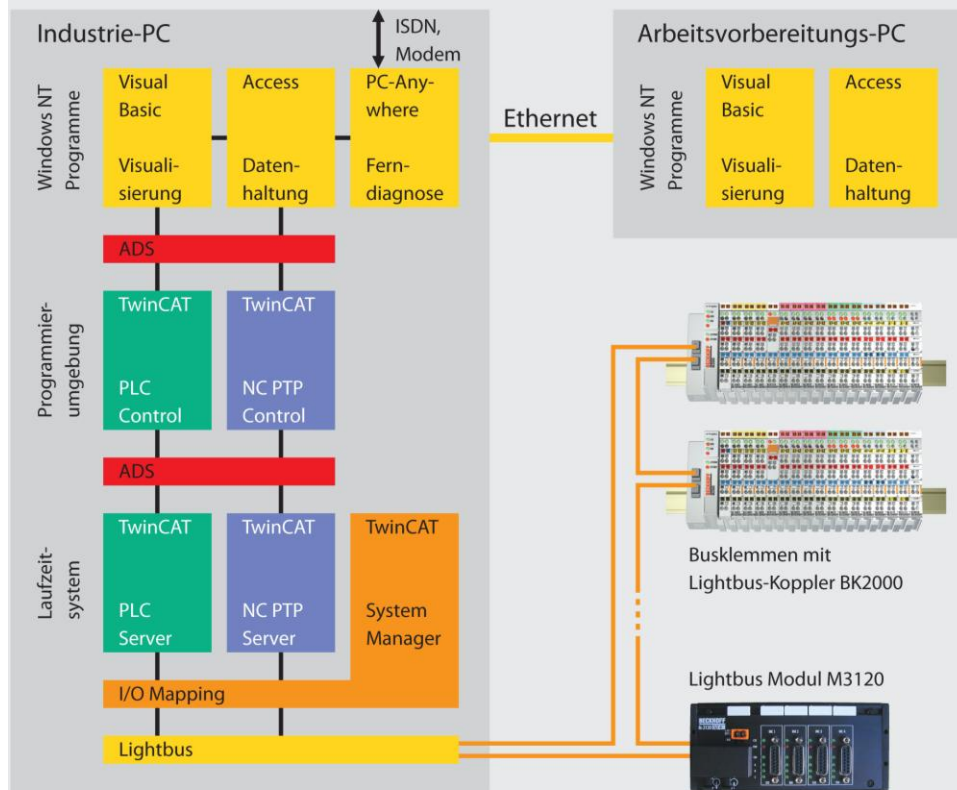 Industrie-PC
ISDN,
Modem
Arbeitsvorbereitungs-PC
Windows NT
Programme
Visual
Basic
Visuali-
sierung
Access
Daten-
haltung
PC-Any-
where
Fern-
diagnose
Ethernet
Windows NT
Programme
Visual
Basic
Visuali-
sierung
Access
Daten-
haltung
ADS
Programmier-
umgebung
TwinCAT
PLC
Control
TwinCAT
NC PTP
Control
ADS
Laufzeit-
system
TwinCAT
PLC
Server
TwinCAT
NC PTP
Server
TwinCAT
System
Manager
I/O Mapping
Lightbus
Busklemmen mit
Lightbus-Koppler BK2000
Lightbus Modul M3120
BECKHOFF